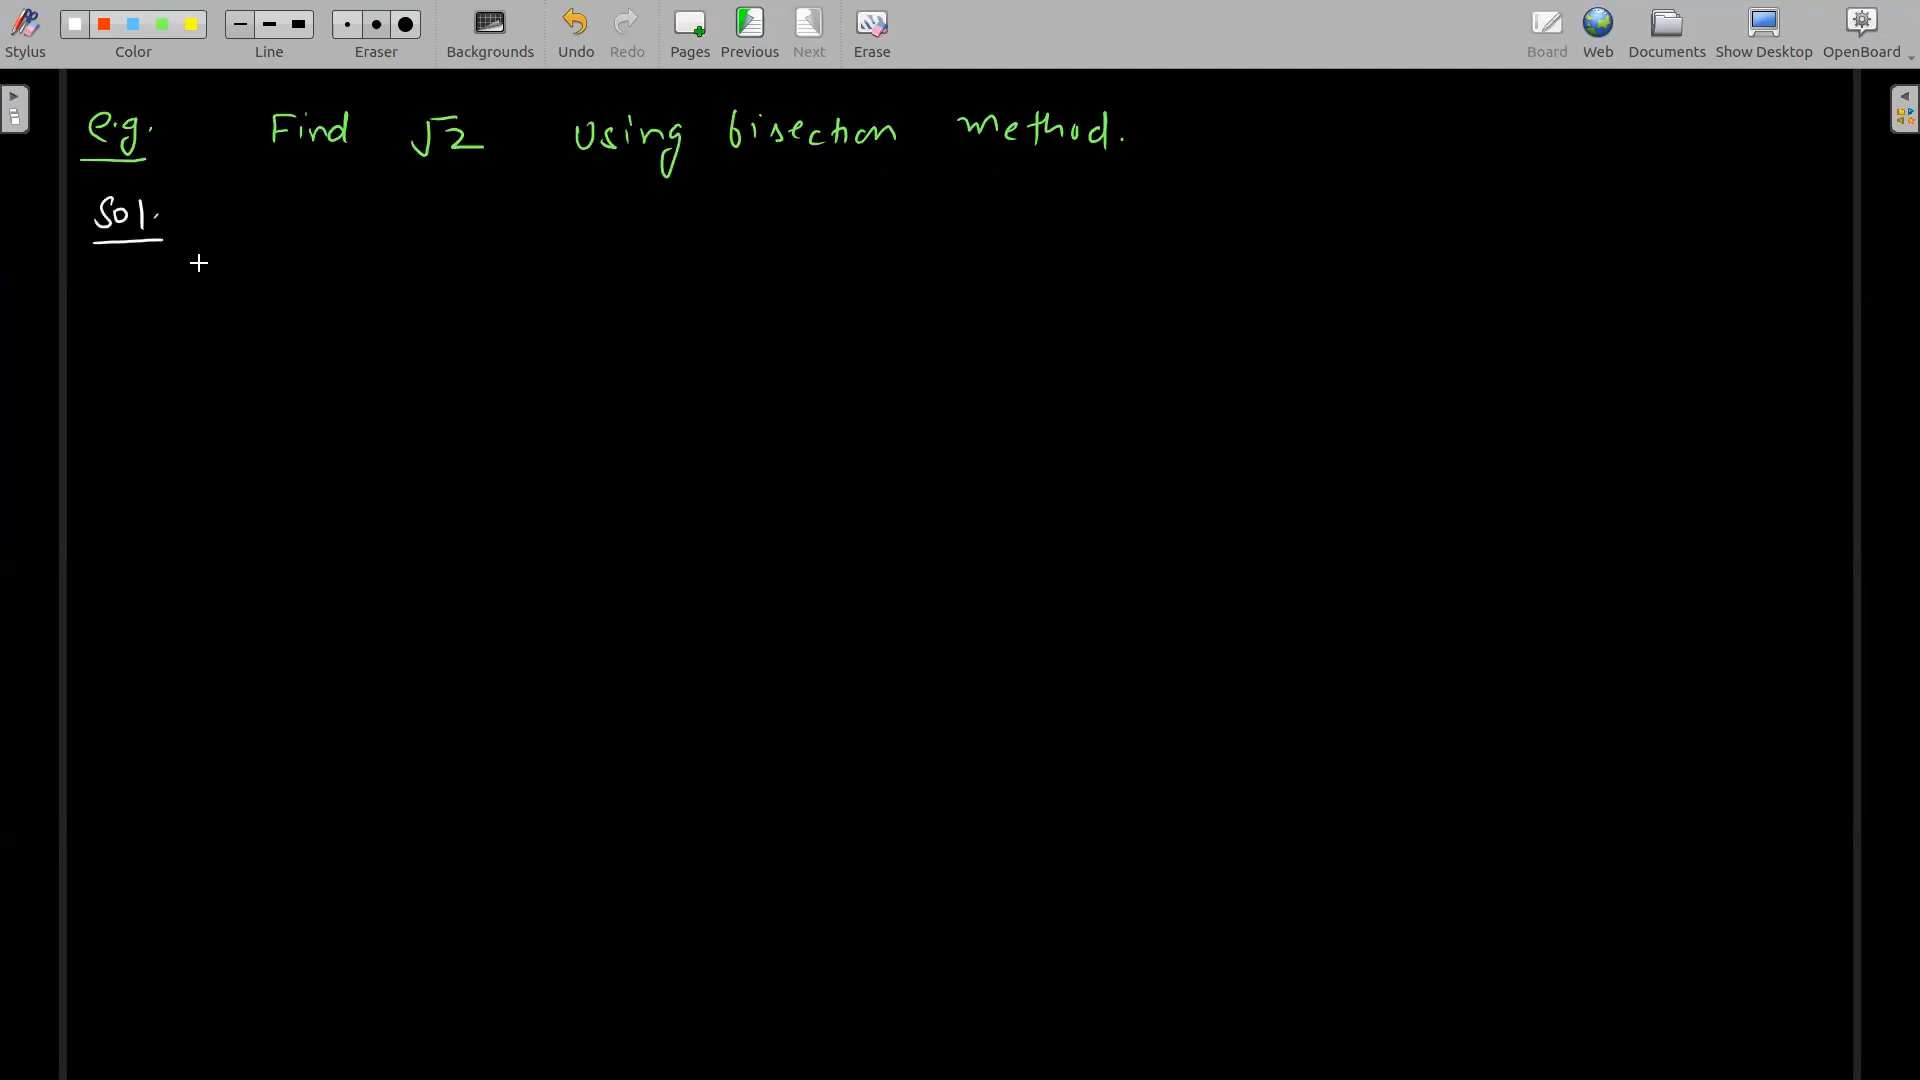 Stylus Color Line Eraser Backgrounds Undo Redo Pages Previous Next Erase Board Web Documents Show Desktop OpenBoard
e.g. Find √2 using bisection method.
Sol.